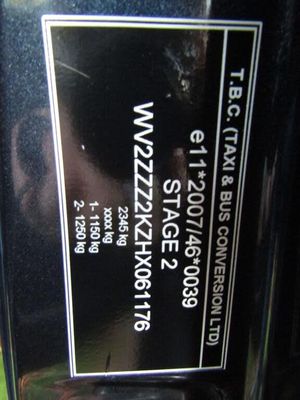 T.B.C. (TAXI & BUS CONVERSION LTD)
e11*2007/46*0039
STAGE 2
WV2ZZZ2KZHX061176
2345 kg
xxxx kg
1- 1150 kg
2- 1250 kg